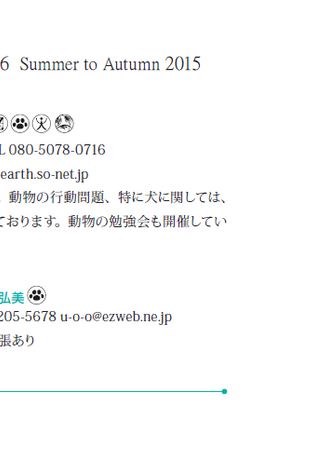 6 Summer to Autumn 2015
L 080-5078-0716
earth.so-net.jp
。動物の行動問題、特に犬に関しては、
ております。動物の勉強会も開催してい
弘美
205-5678 u-o-o@ezweb.ne.jp
張あり